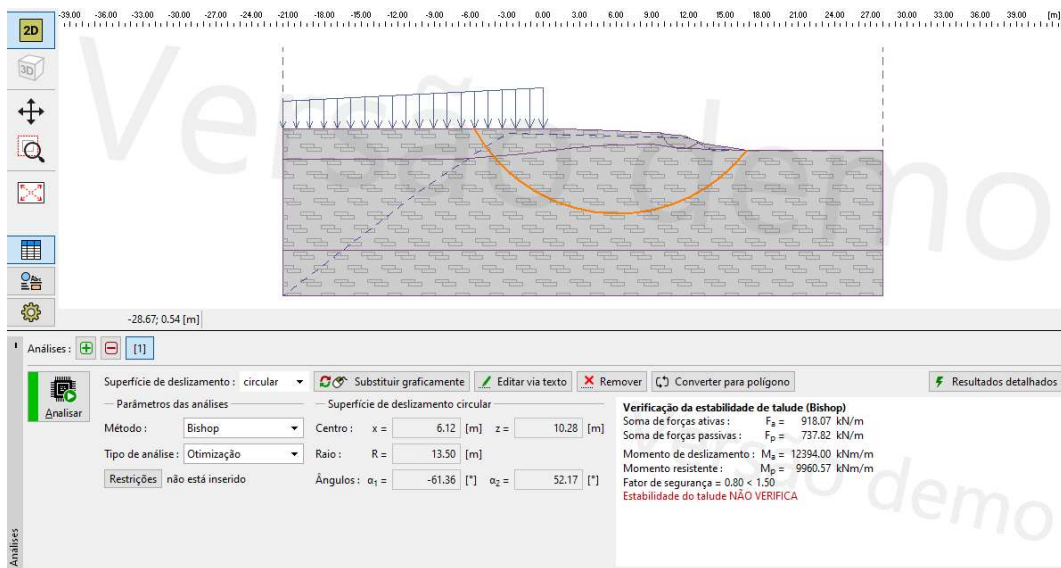 -39.00 -36.00 -33.00 -30.00 -27.00 -24.00 -21.00 -18.00 -15.00 -12.00 -9.00 -6.00 -3.00 0.00 3.00 6.00 9.00 12.00 15.00 18.00 21.00 24.00 27.00 30.00 33.00 36.00 39.00 [m]
2D
3D
Versão demo
Abc
-28.67; 0.54 [m]
Análises : [1]
Analisar
Superfície de deslizamento : circular Substituir graficamente Editar via texto Remover Converter para polígono Resultados detalhados
Parâmetros das análises
Método : Bishop
Tipo de análise : Otimização
Restrições não está inserido
Superfície de deslizamento circular
Centro : x = 6.12 [m] z = 10.28 [m]
Raio : R = 13.50 [m]
Ângulos : α1 = -61.36 [°] α2 = 52.17 [°]
Verificação da estabilidade de talude (Bishop)
Soma de forças ativas : Fa = 918.07 kN/m
Soma de forças passivas : Fp = 737.82 kN/m
Momento de deslizamento : Ma = 12394.00 kNm/m
Momento resistente : Mp = 9960.57 kNm/m
Fator de segurança = 0.80 < 1.50
Estabilidade do talude NÃO VERIFICA
Versão demo
Análises